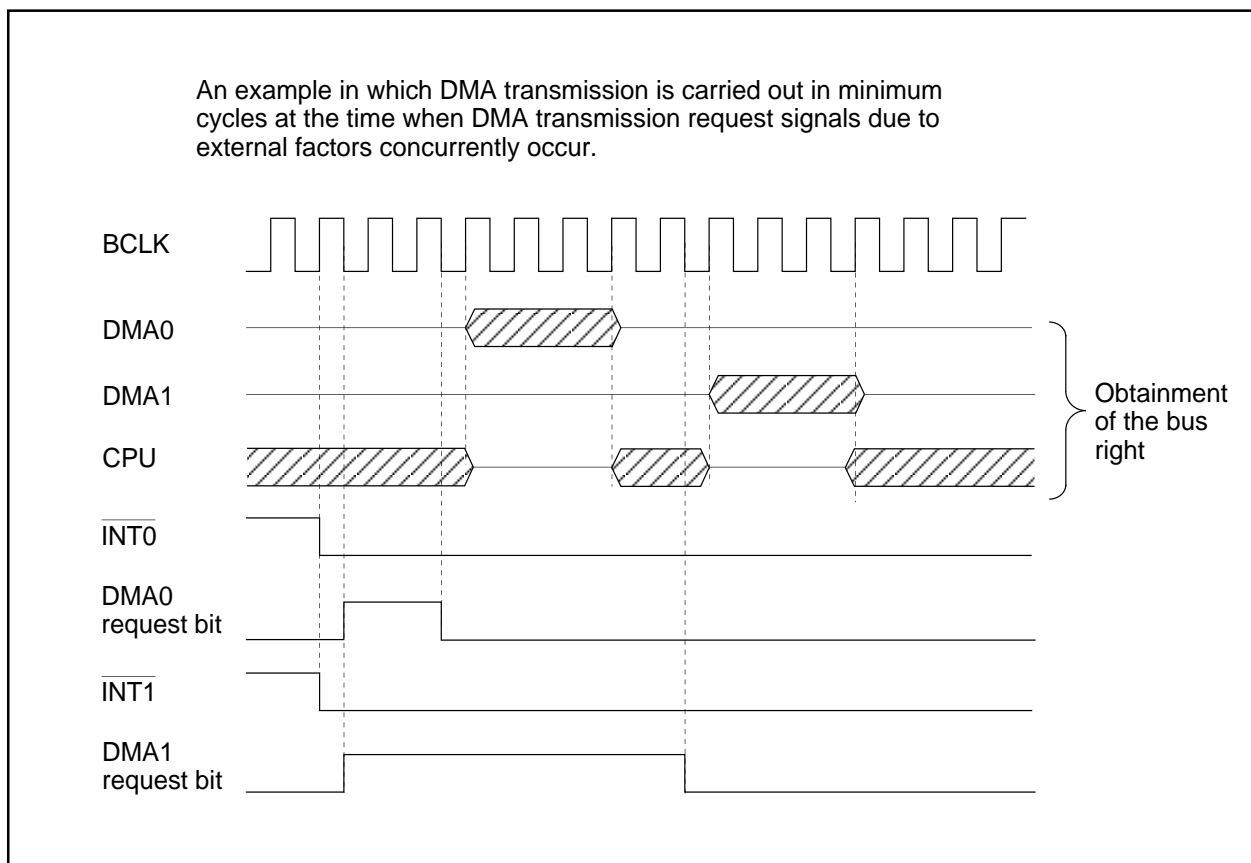 An example in which DMA transmission is carried out in minimum
cycles at the time when DMA transmission request signals due to
external factors concurrently occur.
BCLK
DMA0
DMA1
CPU
Obtainment
of the bus
right
INT0
DMA0
request bit
INT1
DMA1
request bit